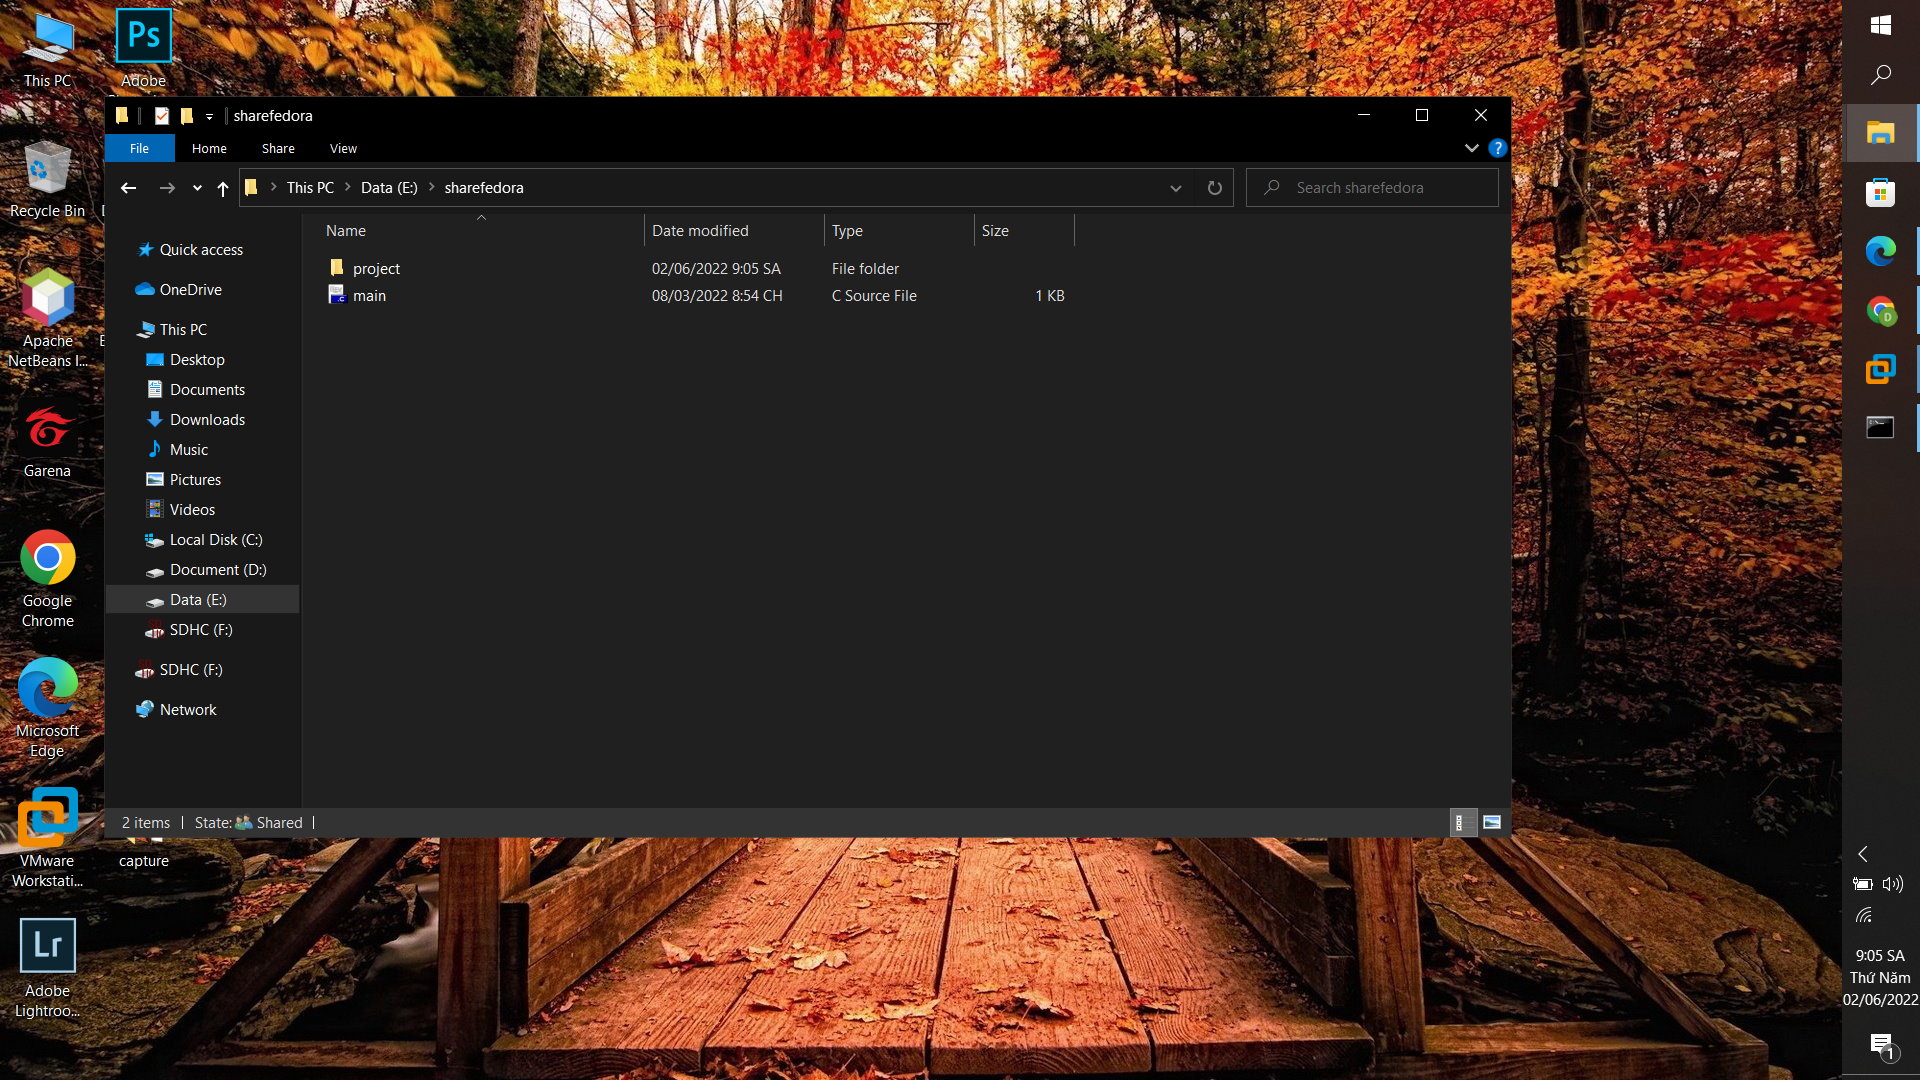 This PC
Ps
Adobe
Recycle Bin
Apache
NetBeans I...
Garena
Google
Chrome
Microsoft
Edge
VMware
Workstati...
capture
Lr
Adobe
Lightroo...
sharefedora
File
Home
Share
View
?
This PC
Data (E:)
sharefedora
Search sharefedora
Name
Date modified
Type
Size
project
02/06/2022 9:05 SA
File folder
main
08/03/2022 8:54 CH
C Source File
1 KB
Quick access
OneDrive
This PC
Desktop
Documents
Downloads
Music
Pictures
Videos
Local Disk (C:)
Document (D:)
Data (E:)
SDHC (F:)
SDHC (F:)
Network
2 items
State:
Shared
D
9:05 SA
Thứ Năm
02/06/2022
1